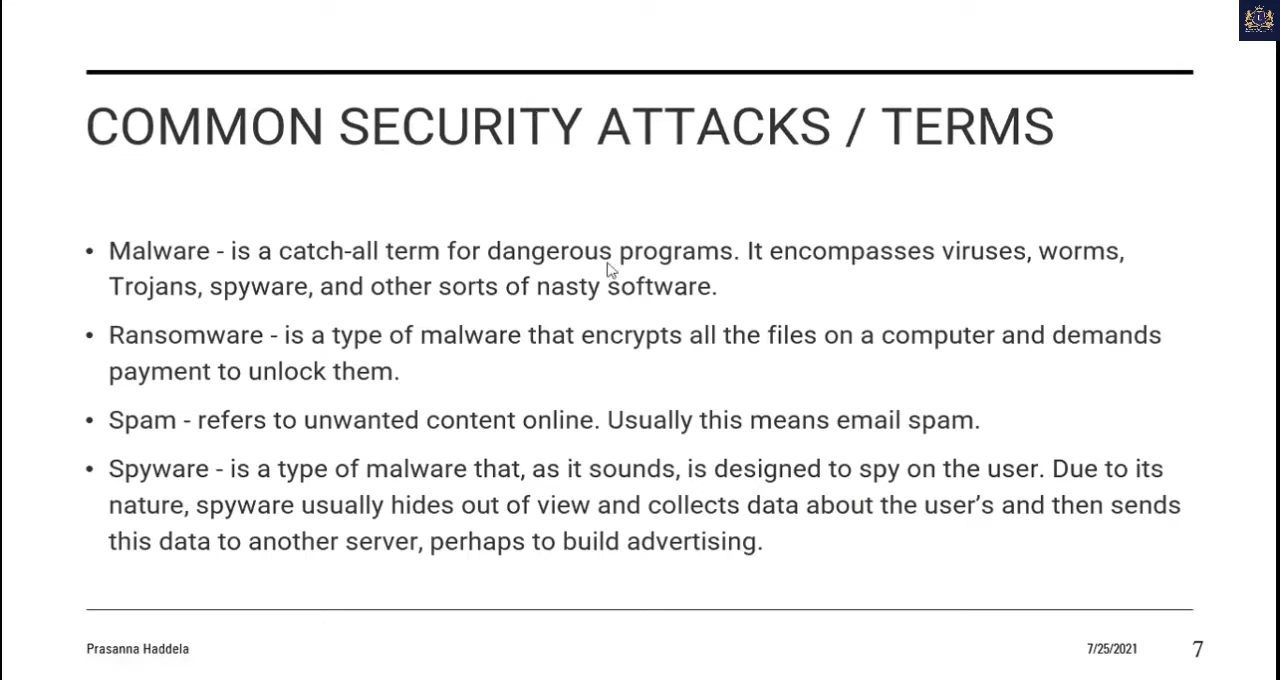 COMMON SECURITY ATTACKS / TERMS
• Malware - is a catch-all term for dangerous programs. It encompasses viruses, worms,
Trojans, spyware, and other sorts of nasty software.
• Ransomware - is a type of malware that encrypts all the files on a computer and demands
payment to unlock them.
• Spam - refers to unwanted content online. Usually this means email spam.
• Spyware - is a type of malware that, as it sounds, is designed to spy on the user. Due to its
nature, spyware usually hides out of view and collects data about the user’s and then sends
this data to another server, perhaps to build advertising.
Prasanna Haddela
7/25/2021
7